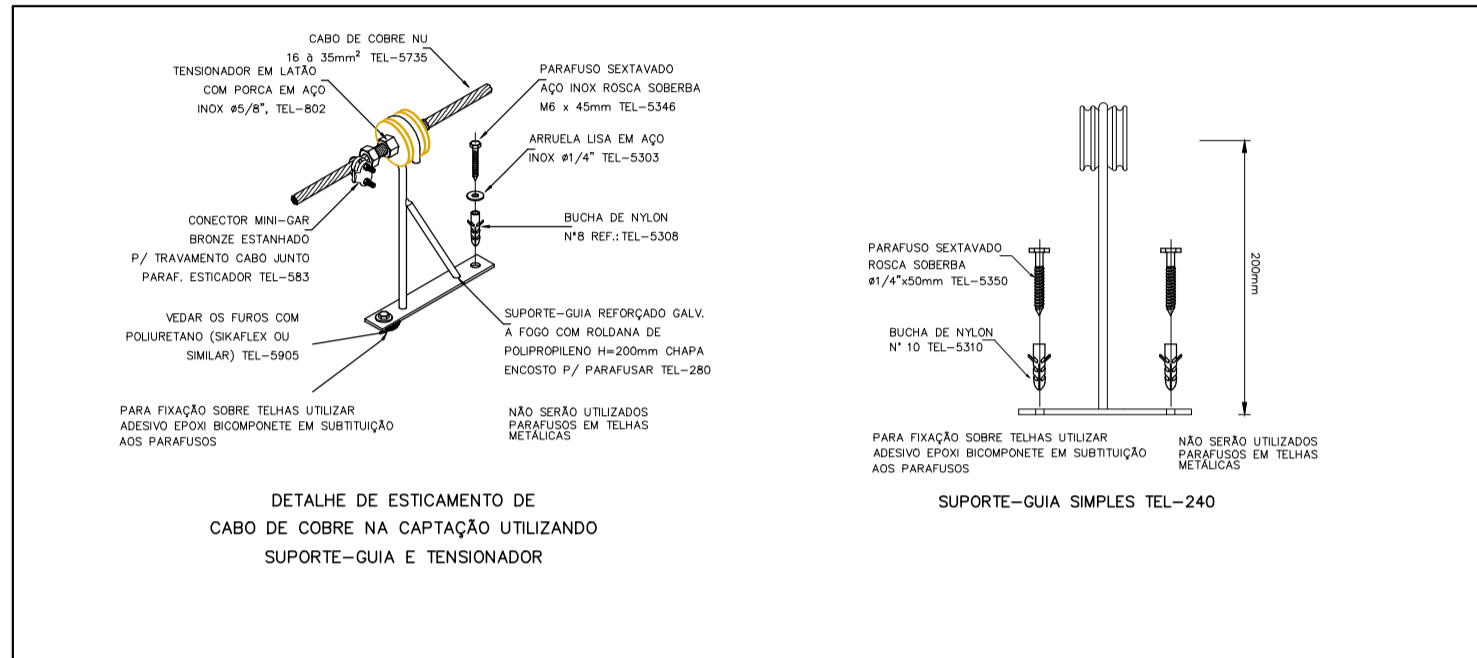 CABO DE COBRE NU
16 à 35mm² TEL-5735
TENSIONADOR EM LATÃO
COM PORCA EM AÇO
INOX ø5/8", TEL-802
PARAFUSO SEXTAVADO
AÇO INOX ROSCA SOBERBA
M6 x 45mm TEL-5346
ARRUELA LISA EM AÇO
INOX ø1/4" TEL-5303
BUCHA DE NYLON
N°8 REF.: TEL-5308
CONECTOR MINI-GAR
BRONZE ESTANHADO
P/ TRAVAMENTO CABO JUNTO
PARAF. ESTICADOR TEL-583
VEDAR OS FUROS COM
POLIURETANO (SIKAFLEX OU
SIMILAR) TEL-5905
SUPORTE-GUIA REFORÇADO GALV.
A FOGO COM ROLDANA DE
POLIPROPILENO H=200mm CHAPA
ENCOSTO P/ PARAFUSAR TEL-280
PARA FIXAÇÃO SOBRE TELHAS UTILIZAR
ADESIVO EPOXI BICOMPONETE EM SUBTITUIÇÃO
AOS PARAFUSOS
NÃO SERÃO UTILIZADOS
PARAFUSOS EM TELHAS
METÁLICAS
DETALHE DE ESTICAMENTO DE
CABO DE COBRE NA CAPTAÇÃO UTILIZANDO
SUPORTE-GUIA E TENSIONADOR
PARAFUSO SEXTAVADO
ROSCA SOBERBA
ø1/4"x50mm TEL-5350
BUCHA DE NYLON
N° 10 TEL-5310
200mm
PARA FIXAÇÃO SOBRE TELHAS UTILIZAR
ADESIVO EPOXI BICOMPONETE EM SUBTITUIÇÃO
AOS PARAFUSOS
NÃO SERÃO UTILIZADOS
PARAFUSOS EM TELHAS
METÁLICAS
SUPORTE-GUIA SIMPLES TEL-240